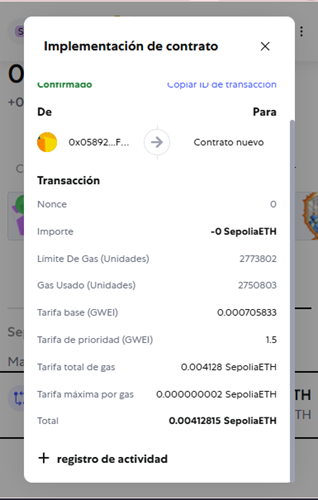 Implementación de contrato
Confirmado Copiar ID de transacción
De Para
0x05892...F... Contrato nuevo
Transacción
Nonce 0
Importe -0 SepoliaETH
Límite De Gas (Unidades) 2773802
Gas Usado (Unidades) 2750803
Tarifa base (GWEI) 0.000705833
Tarifa de prioridad (GWEI) 1.5
Tarifa total de gas 0.004128 SepoliaETH
Tarifa máxima por gas 0.000000002 SepoliaETH
Total 0.00412815 SepoliaETH
+ registro de actividad